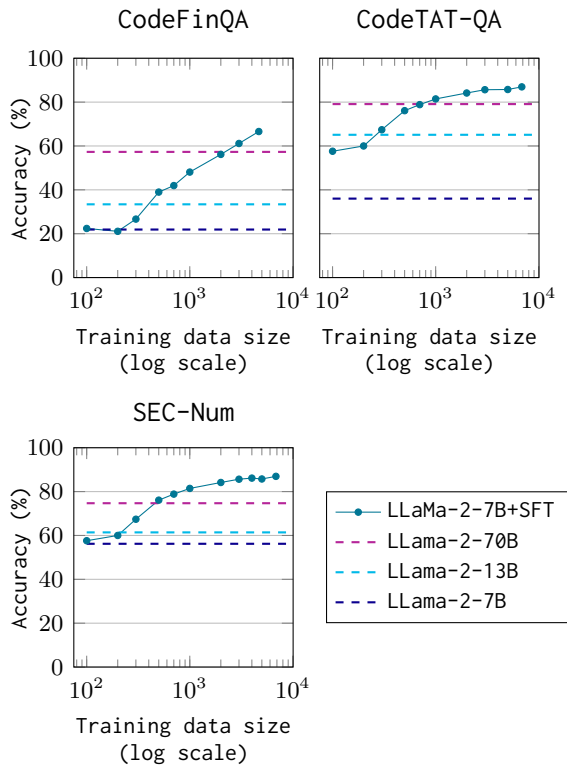 CodeFinQA
CodeTAT-QA
Accuracy (%)
100
80
60
40
20
0
10²
10³
10⁴
10²
10³
10⁴
Training data size
(log scale)
Training data size
(log scale)
SEC-Num
Accuracy (%)
100
80
60
40
20
0
10²
10³
10⁴
Training data size
(log scale)
LLaMa-2-7B+SFT
LLama-2-70B
LLama-2-13B
LLama-2-7B